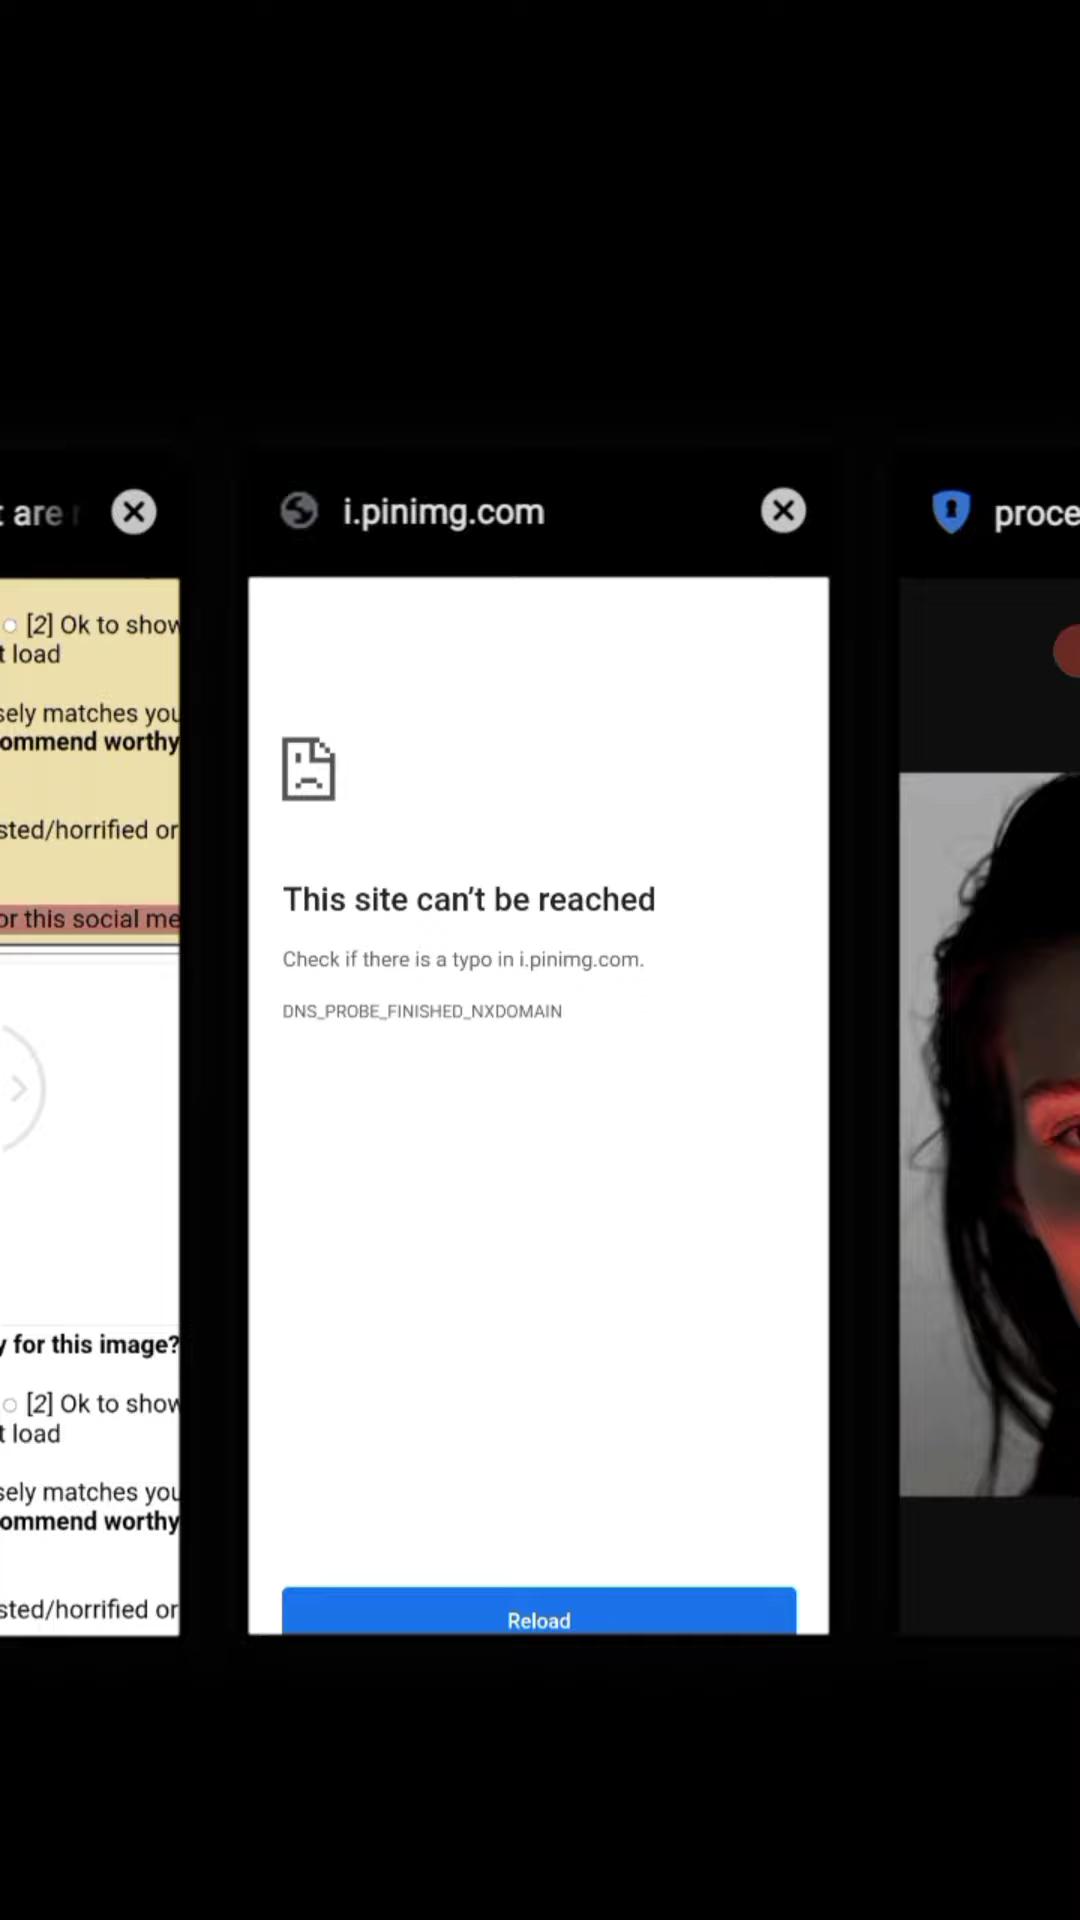 t are
[2] Ok to show
t load
sely matches you
ommend worthy
sted/horrified or
or this social me
y for this image?
[2] Ok to show
t load
sely matches you
ommend worthy
sted/horrified or
i.pinimg.com
This site can’t be reached
Check if there is a typo in i.pinimg.com.
DNS_PROBE_FINISHED_NXDOMAIN
Reload
proce